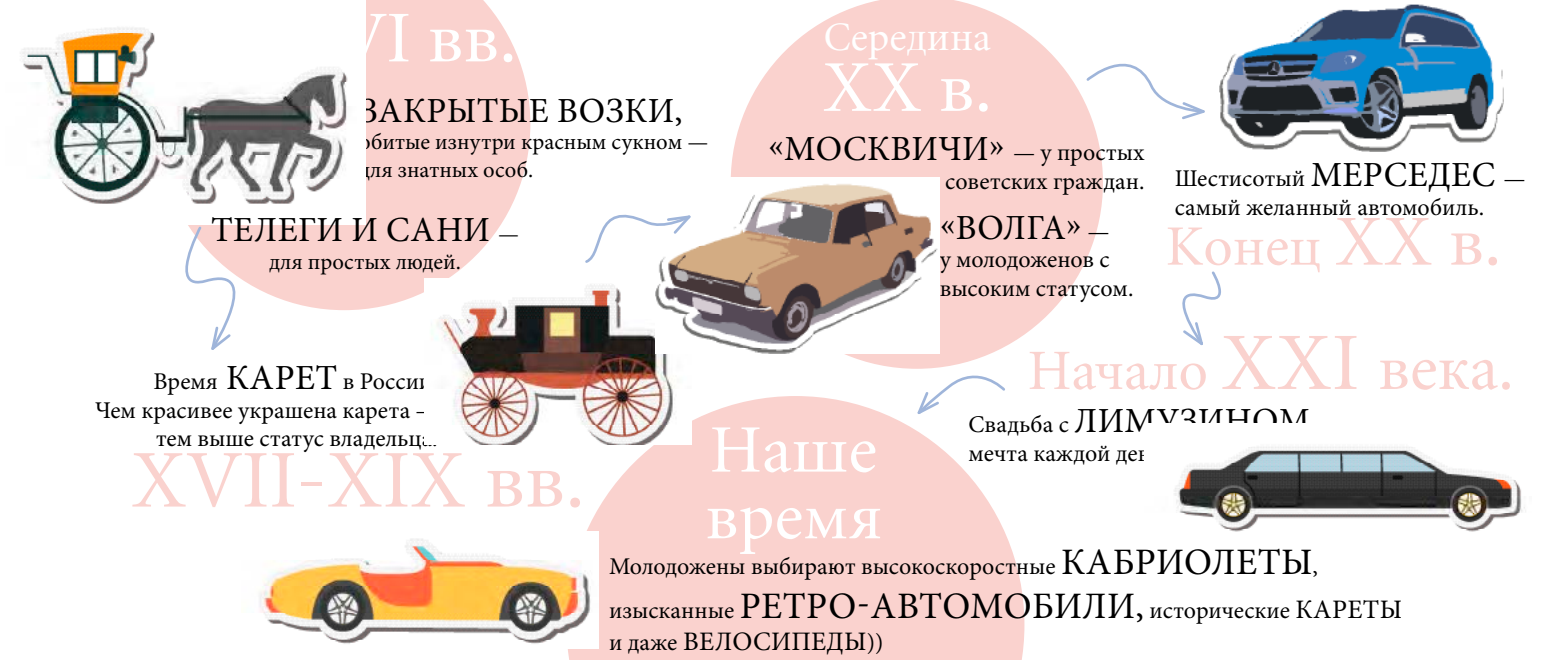 VI вв.
ЗАКРЫТЫЕ ВОЗКИ,
обитые изнутри красным сукном —
для знатных особ.
ТЕЛЕГИ И САНИ —
для простых людей.
Время КАРЕТ в России
Чем красивее украшена карета –
тем выше статус владельца
XVII-XIX вв.
Середина
XX в.
«МОСКВИЧИ» — у простых
советских граждан.
«ВОЛГА» —
у молодоженов с
высоким статусом.
Шестисотый МЕРСЕДЕС —
самый желанный автомобиль.
Конец XX в.
Начало XXI века.
Свадьба с ЛИМУЗИНОМ
мечта каждой
Наше
время
Молодожены выбирают высокоскоростные КАБРИОЛЕТЫ,
изысканные РЕТРО-АВТОМОБИЛИ, исторические КАРЕТЫ
и даже ВЕЛОСИПЕДЫ))